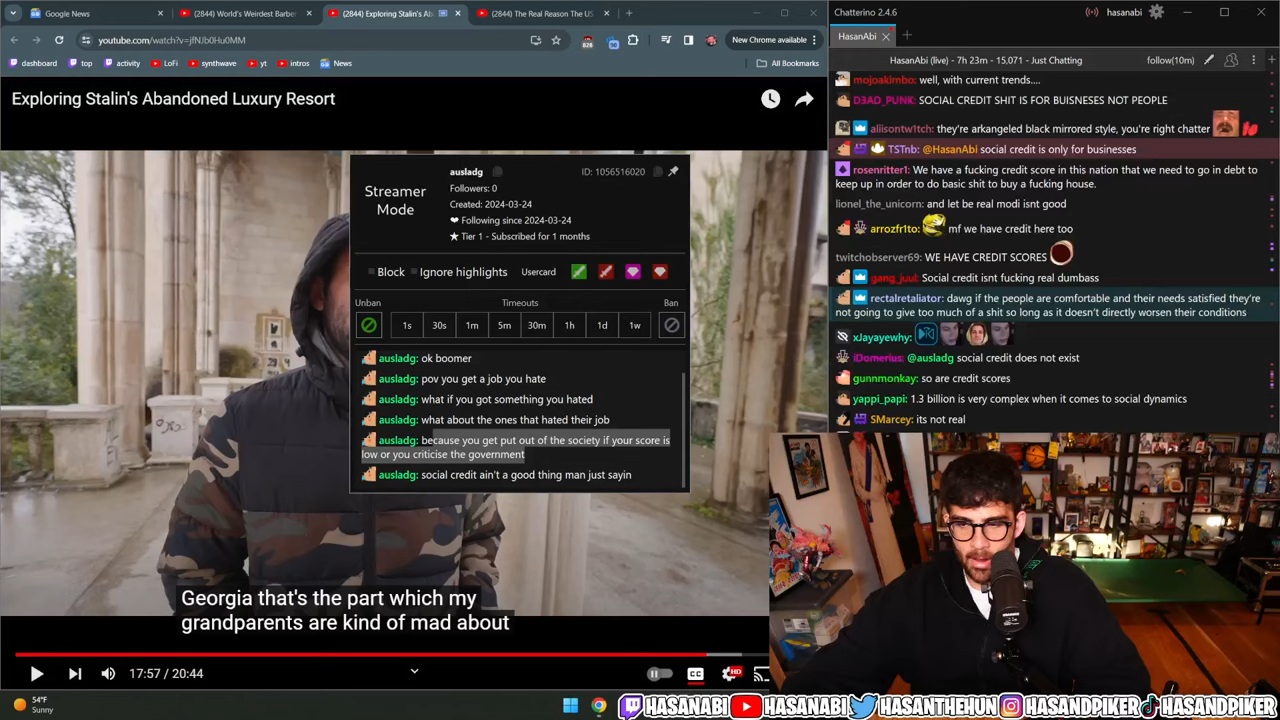 Google News
(2844) World's Weirdest Barber
(2844) Exploring Stalin's Aba
(2844) The Real Reason The US
youtube.com/watch?v=jfNJb0Hu0MM
New Chrome available
dashboard
top
activity
LoFi
synthwave
yt
intros
News
All Bookmarks
Exploring Stalin's Abandoned Luxury Resort
Streamer
Mode
ausladg
ID: 1056516020
Followers: 0
Created: 2024-03-24
❤ Following since 2024-03-24
★ Tier 1 - Subscribed for 1 months
Block
Ignore highlights
Usercard
Unban
Timeouts
Ban
1s
30s
1m
5m
30m
1h
1d
1w
ausladg: ok boomer
ausladg: pov you get a job you hate
ausladg: what if you got something you hated
ausladg: what about the ones that hated their job
ausladg: because you get put out of the society if your score is
low or you criticise the government
ausladg: social credit ain't a good thing man just sayin
Georgia that's the part which my
grandparents are kind of mad about
17:57 / 20:44
CC
HD
54°F
Sunny
Chatterino 2.4.6
hasanabi
HasanAbi
HasanAbi (live) - 7h 23m - 15,071 - Just Chatting
follow(10m)
mojoakimbo: well, with current trends....
D3AD_PUNK: SOCIAL CREDIT SHIT IS FOR BUISNESES NOT PEOPLE
aliisontw1tch: they're arkangeled black mirrored style, you're right chatter
TSTnb: @HasanAbi social credit is only for businesses
rosenritter1: We have a fucking credit score in this nation that we need to go in debt to
keep up in order to do basic shit to buy a fucking house.
lionel_the_unicorn: and let be real modi isnt good
arrozfr1to: mf we have credit here too
twitchobserver69: WE HAVE CREDIT SCORES
gang_juul: Social credit isnt fucking real dumbass
rectalretaliator: dawg if the people are comfortable and their needs satisfied they're
not going to give too much of a shit so long as it doesn't directly worsen their conditions
xJayayewhy:
iDomerius: @ausladg social credit does not exist
gunnmonkay: so are credit scores
yappi_papi: 1.3 billion is very complex when it comes to social dynamics
SMarcey: its not real
HASANABI
HASANABI
HASANTHEHUN
HASANDPIKER
HASANDPIKER